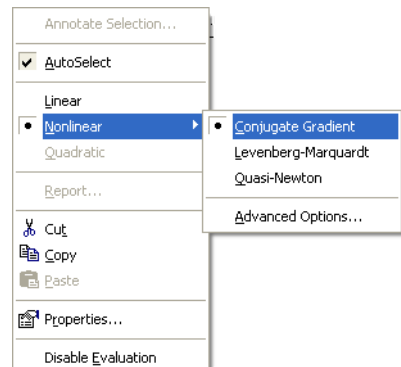 Annotate Selection...
AutoSelect
Linear
Nonlinear
Quadratic
Report...
Cut
Copy
Paste
Properties...
Disable Evaluation
Conjugate Gradient
Levenberg-Marquardt
Quasi-Newton
Advanced Options...